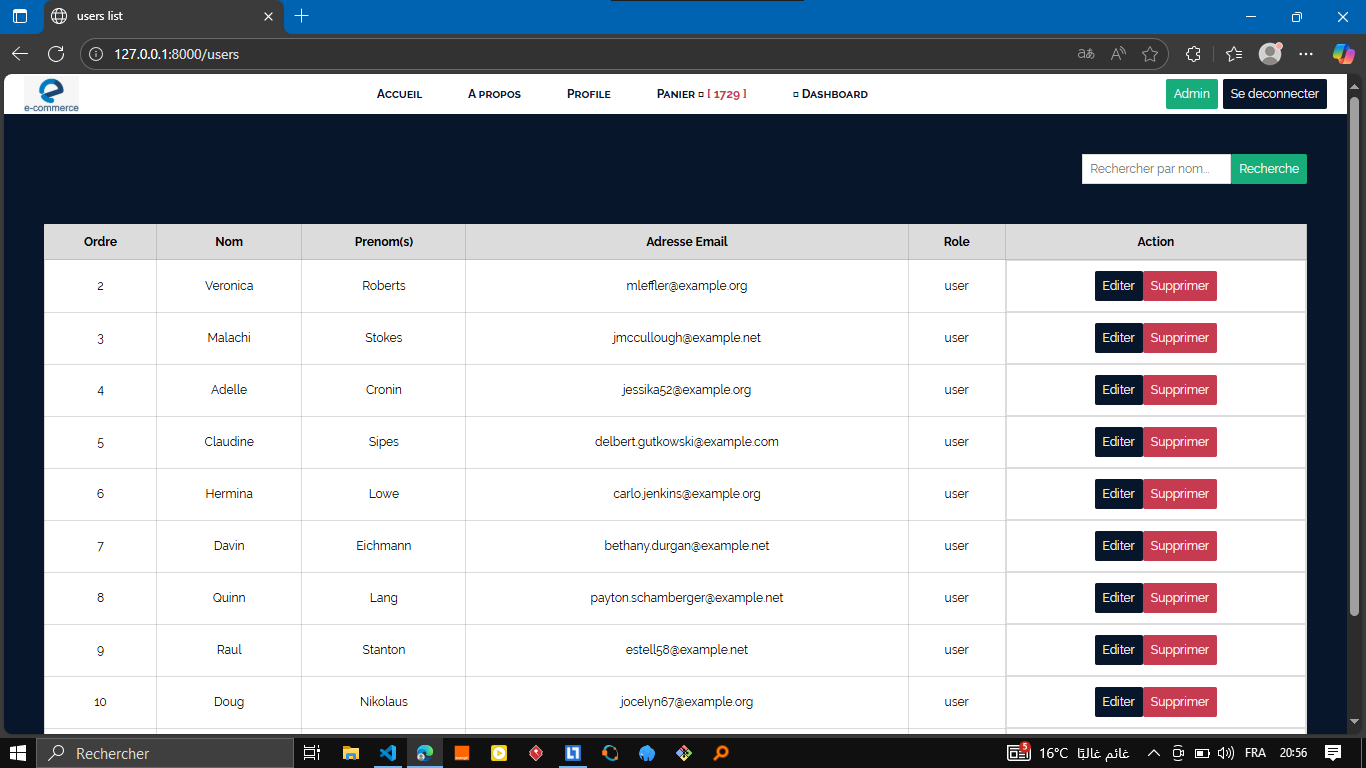 users list
127.0.0.1:8000/users
e-commerce
Accueil A propos Profile Panier [ 1729 ] Dashboard Admin Se deconnecter
Rechercher par nom... Recherche
Ordre Nom Prenom(s) Adresse Email Role Action
2 Veronica Roberts mleffler@example.org user Editer Supprimer
3 Malachi Stokes jmccullough@example.net user Editer Supprimer
4 Adelle Cronin jessika52@example.org user Editer Supprimer
5 Claudine Sipes delbert.gutkowski@example.com user Editer Supprimer
6 Hermina Lowe carlo.jenkins@example.org user Editer Supprimer
7 Davin Eichmann bethany.durgan@example.net user Editer Supprimer
8 Quinn Lang payton.schamberger@example.net user Editer Supprimer
9 Raul Stanton estell58@example.net user Editer Supprimer
10 Doug Nikolaus jocelyn67@example.org user Editer Supprimer
Rechercher 5 16°C غائم غالبًا FRA 20:56